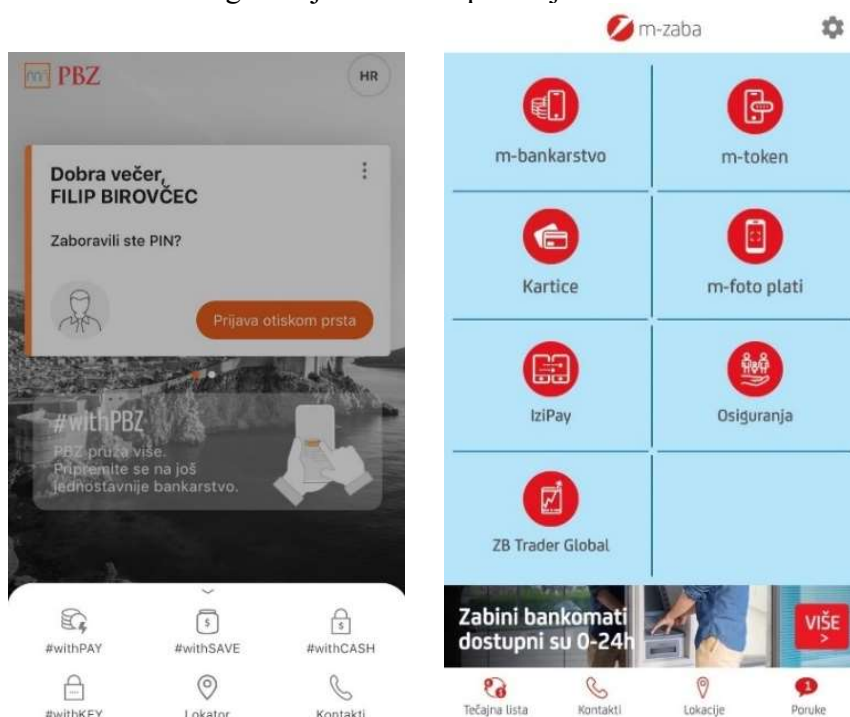 m PBZ
HR
Dobra večer,
FILIP BIROVČEC
Zaboravili ste PIN?
Prijava otiskom prsta
#withPBZ
PBZ pruža više.
Pripremite se na još
jednostavnije bankarstvo.
#withPAY
#withSAVE
#withCASH
#withKEY
Lokator
Kontakti
m-zaba
m-bankarstvo
m-token
Kartice
m-foto plati
IziPay
Osiguranja
ZB Trader Global
Zabini bankomati
dostupni su 0-24h
VIŠE
>
Tečajna lista
Kontakti
Lokacije
1
Poruke